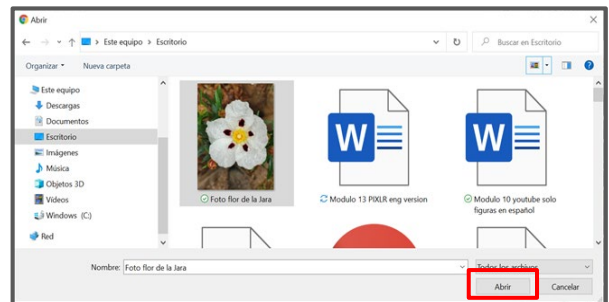 Abrir
Este equipo > Escritorio
Buscar en Escritorio
Organizar
Nueva carpeta
Este equipo
Descargas
Documentos
Escritorio
Imágenes
Música
Objetos 3D
Vídeos
Windows (C:)
Red
W
Foto flor de la Jara
W
Modulo 13 PIXLR eng version
W
Modulo 10 youtube solo
figuras en español
Nombre: Foto flor de la Jara
Todos los archivos
Abrir
Cancelar